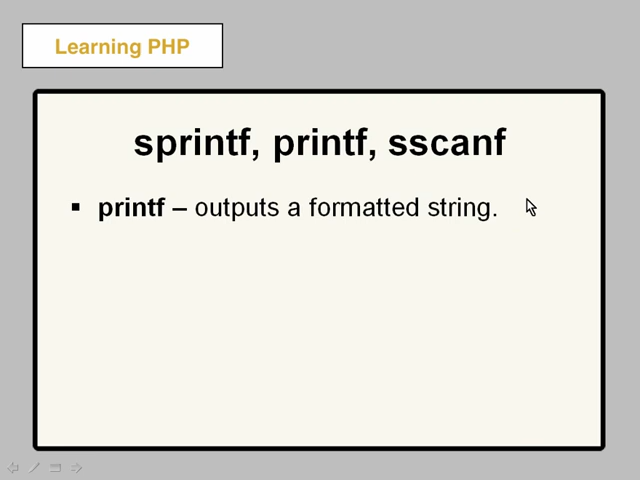 Learning PHP
sprintf, printf, sscanf
▪ printf – outputs a formatted string.